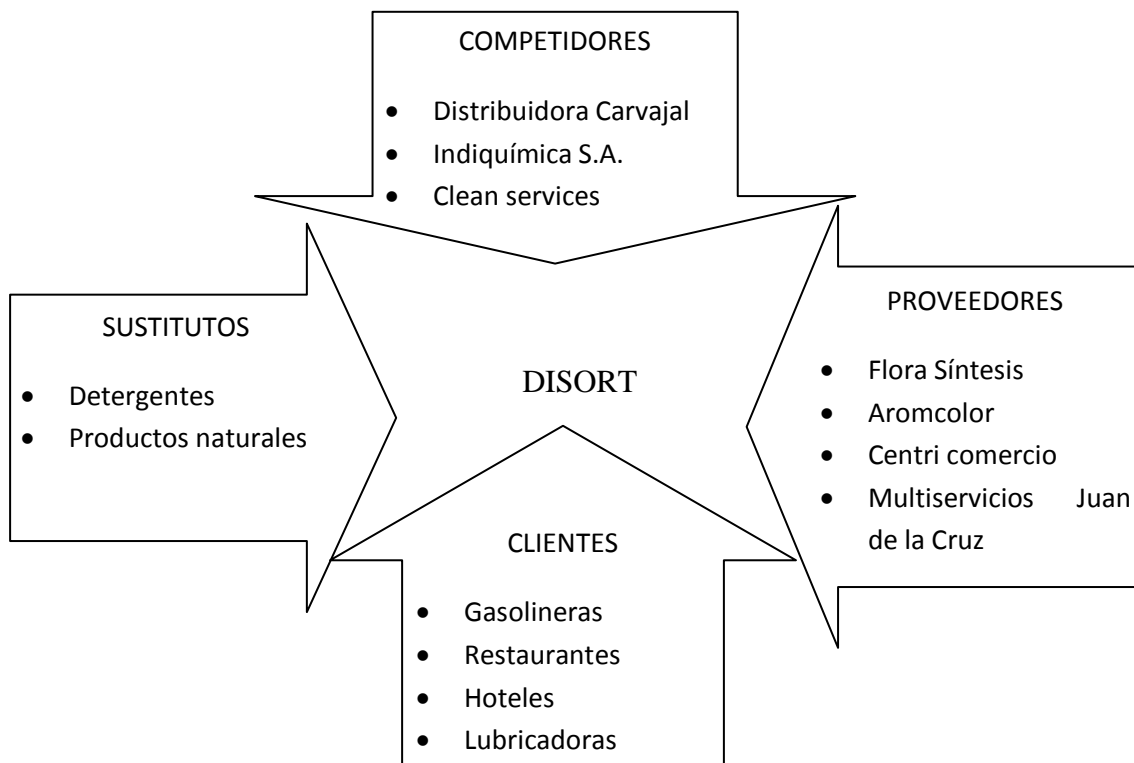 COMPETIDORES
• Distribuidora Carvajal
• Indiquímica S.A.
• Clean services
SUSTITUTOS
• Detergentes
• Productos naturales
DISORT
PROVEEDORES
• Flora Síntesis
• Aromcolor
• Centri comercio
• Multiservicios Juan
de la Cruz
CLIENTES
• Gasolineras
• Restaurantes
• Hoteles
• Lubricadoras